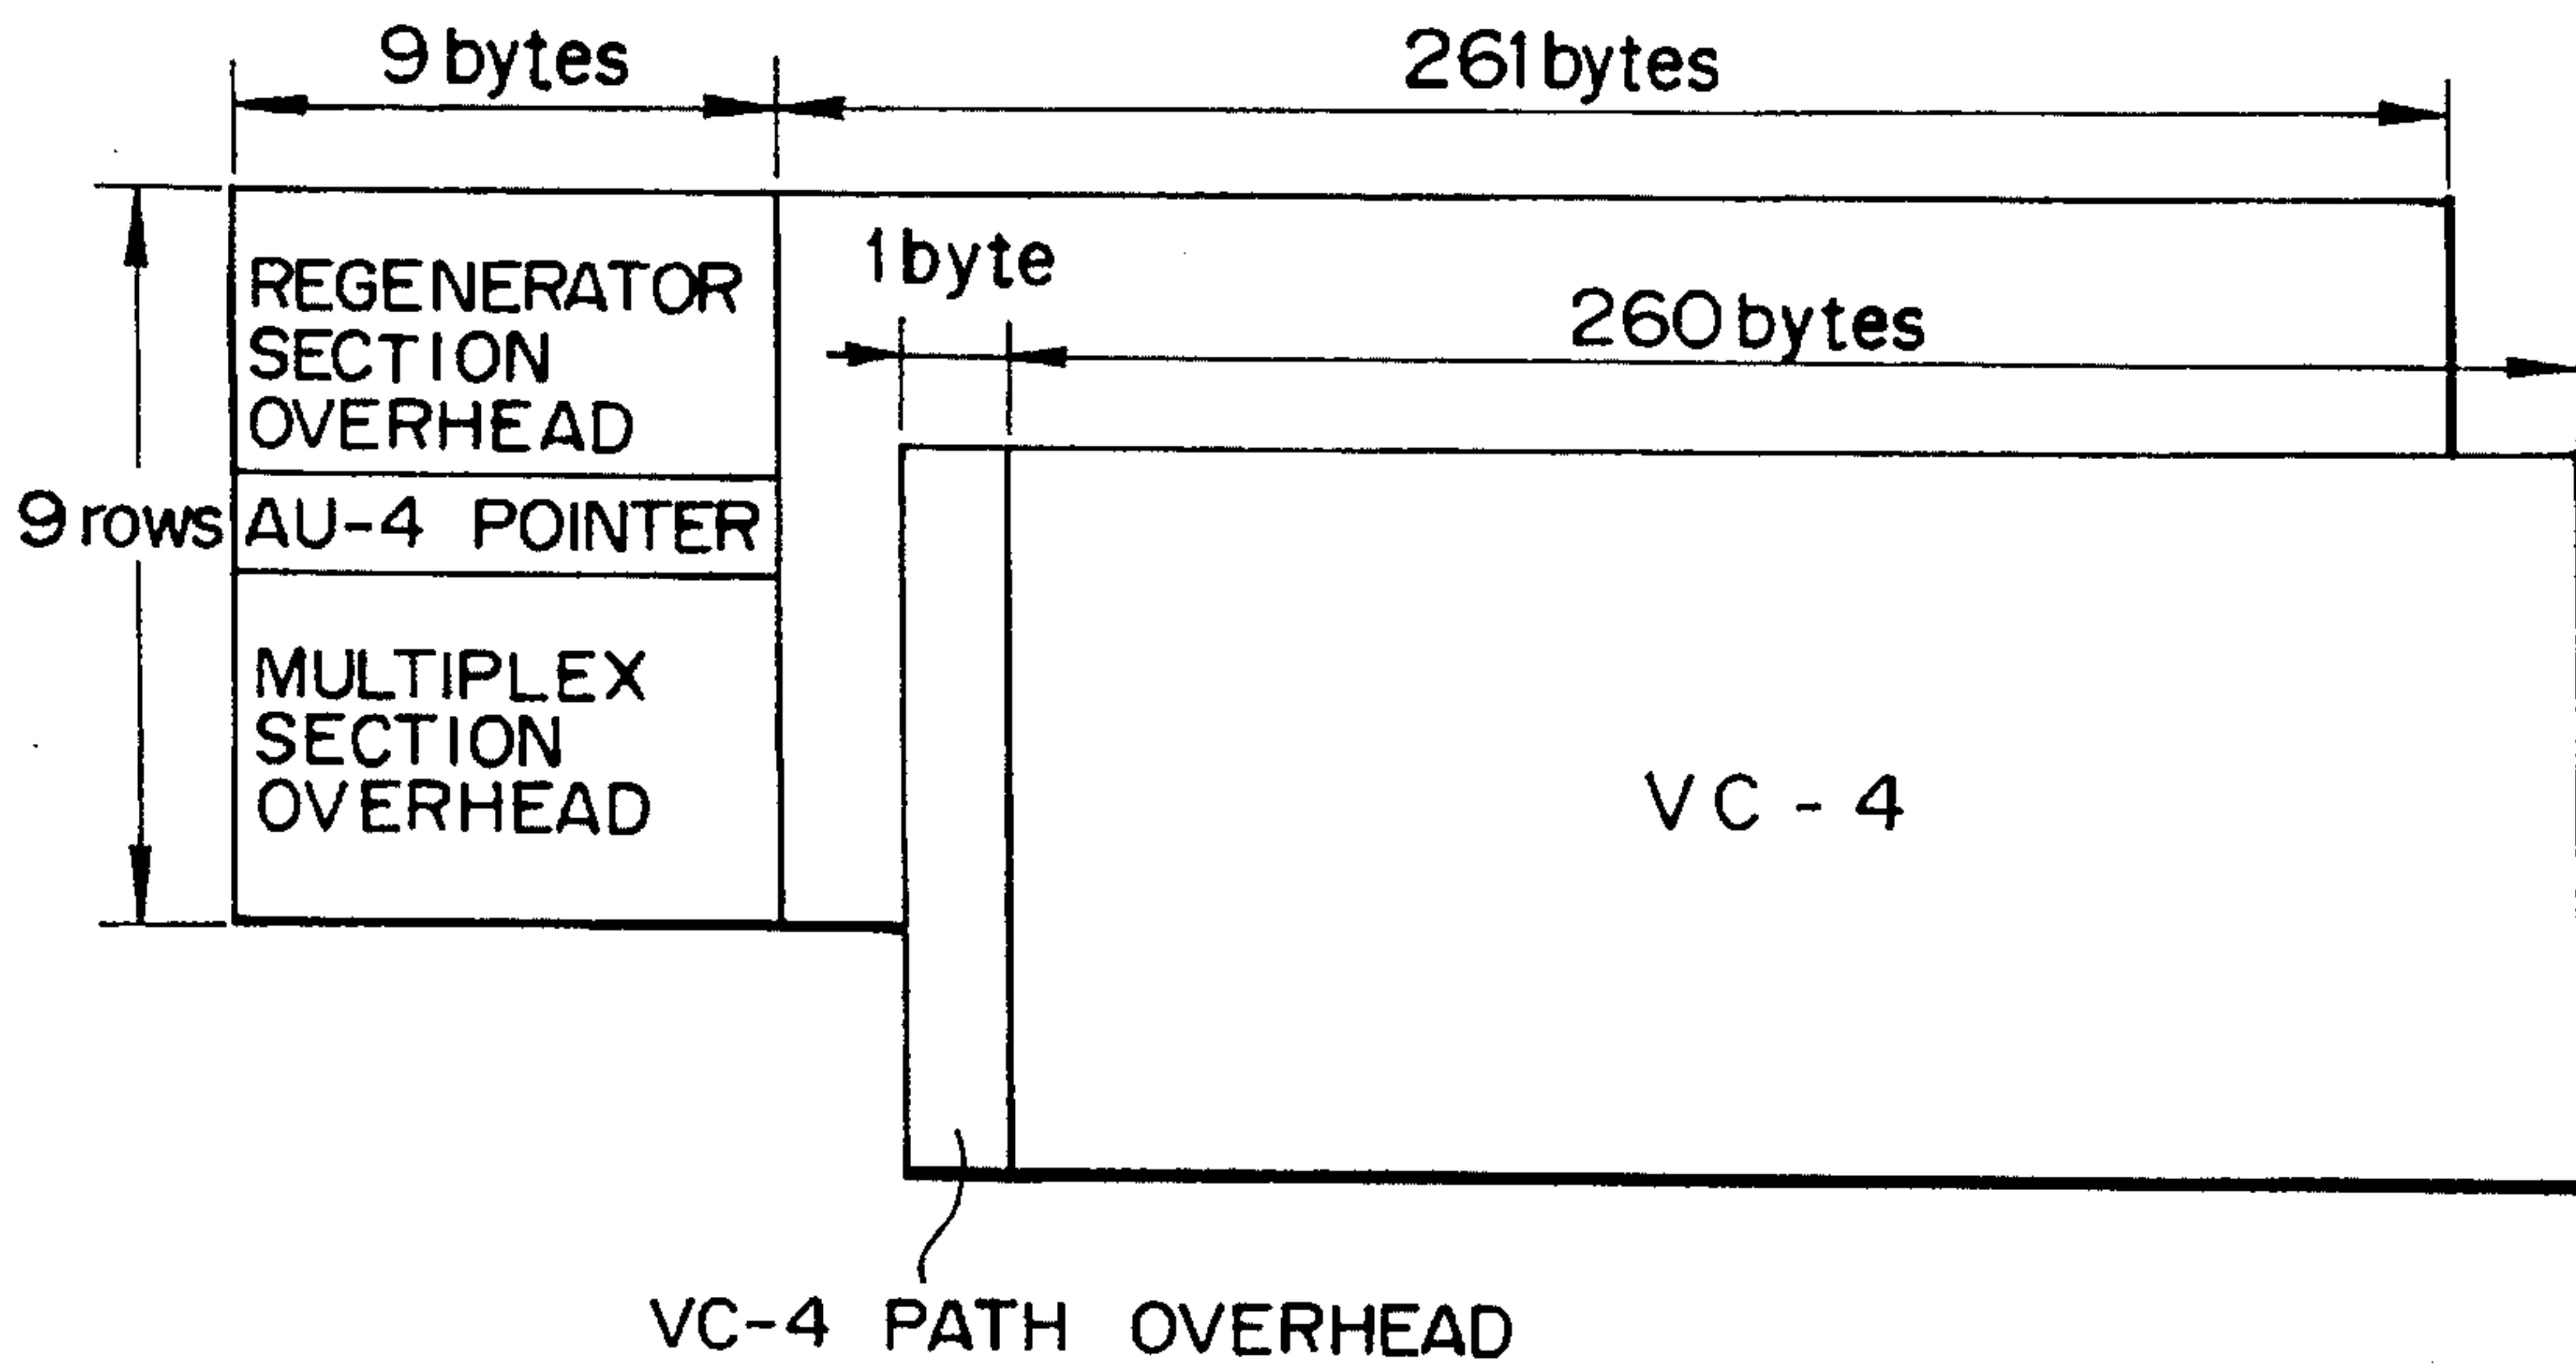 9 bytes
261 bytes
1 byte
260 bytes
REGENERATOR
SECTION
OVERHEAD
9 rows
AU-4 POINTER
MULTIPLEX
SECTION
OVERHEAD
VC-4
VC-4 PATH OVERHEAD